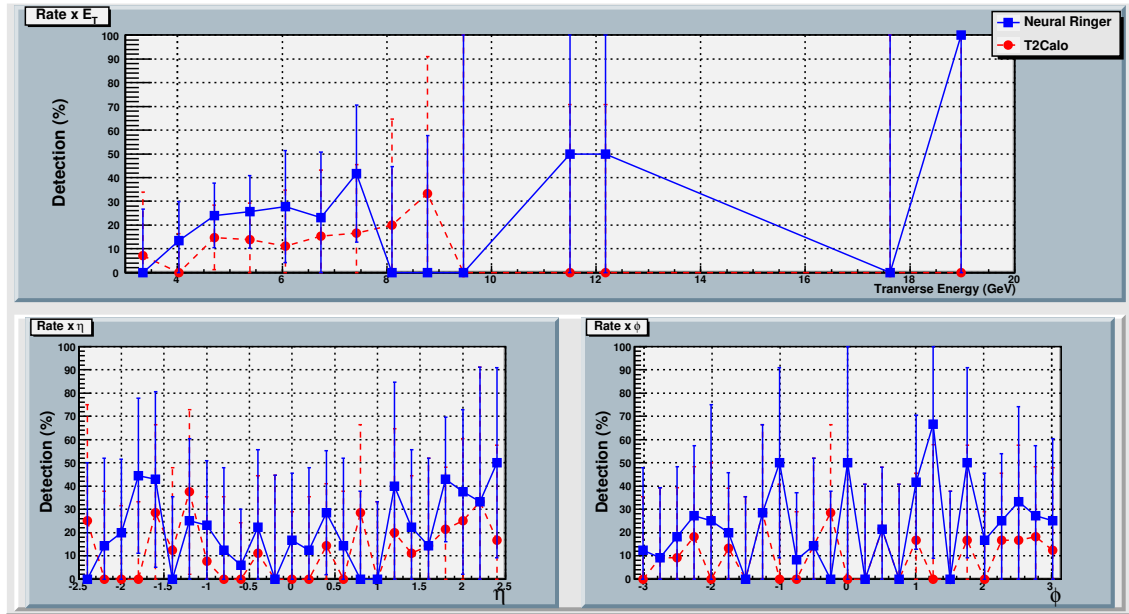 Rate x E_T
Neural Ringer
T2Calo
Detection (%)
100
90
80
70
60
50
40
30
20
10
0
4 6 8 10 12 14 16 18 20
Tranverse Energy (GeV)
Rate x η
Detection (%)
100
90
80
70
60
50
40
30
20
10
0
-2.5 -2 -1.5 -1 -0.5 0 0.5 1 1.5 2 2.5
η
Rate x ϕ
Detection (%)
100
90
80
70
60
50
40
30
20
10
0
-3 -2 -1 0 1 2 3
ϕ